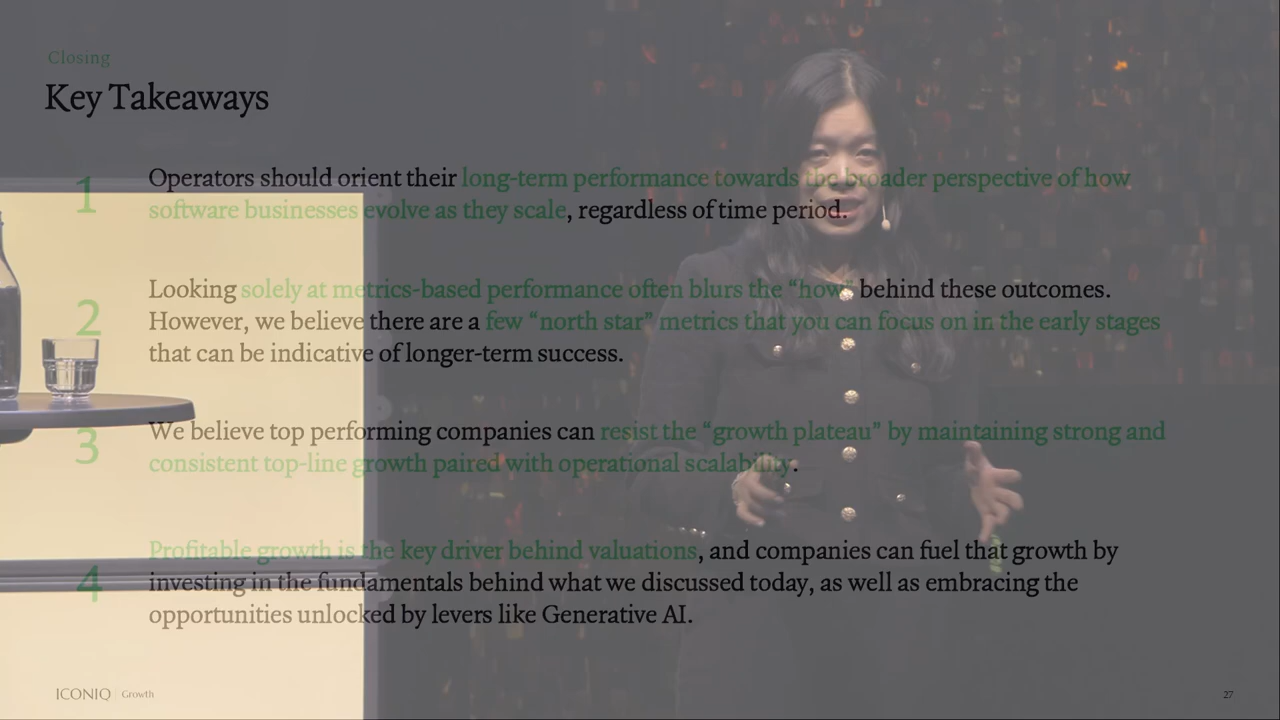 Closing
Key Takeaways
1
Operators should orient their long-term performance towards the broader perspective of how
software businesses evolve as they scale, regardless of time period.
2
Looking solely at metrics-based performance often blurs the “how” behind these outcomes.
However, we believe there are a few “north star” metrics that you can focus on in the early stages
that can be indicative of longer-term success.
3
We believe top performing companies can resist the “growth plateau” by maintaining strong and
consistent top-line growth paired with operational scalability.
4
Profitable growth is the key driver behind valuations, and companies can fuel that growth by
investing in the fundamentals behind what we discussed today, as well as embracing the
opportunities unlocked by levers like Generative AI.
ICONIQ | Growth
27